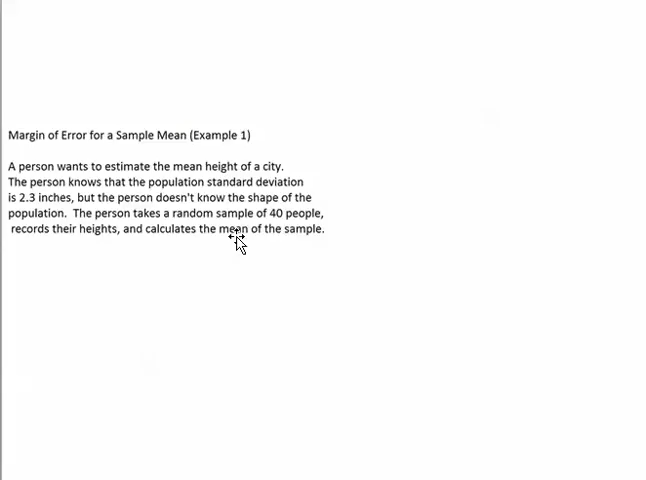 Margin of Error for a Sample Mean (Example 1)
A person wants to estimate the mean height of a city.
The person knows that the population standard deviation
is 2.3 inches, but the person doesn't know the shape of the
population.  The person takes a random sample of 40 people,
records their heights, and calculates the mean of the sample.